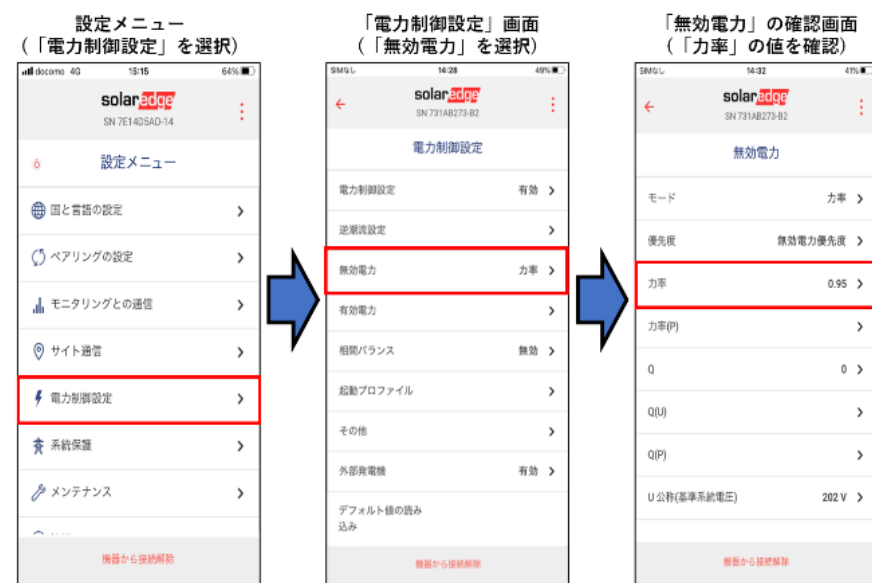 設定メニュー
（「電力制御設定」を選択）
docomo 4G 15:15 64%
solaredge
SN 7E14D5AD-14
設定メニュー
国と言語の設定
ペアリングの設定
モニタリングとの通信
サイト通信
電力制御設定
系統保護
メンテナンス
機器から接続解除
「電力制御設定」画面
（「無効電力」を選択）
SIMなし 14:28 49%
solaredge
SN 731AB273-B2
電力制御設定
電力制御設定 有効
逆潮流設定
無効電力 力率
有効電力
相間バランス 無効
起動プロファイル
その他
外部発電機 有効
デフォルト値の読み
込み
機器から接続解除
「無効電力」の確認画面
（「力率」の値を確認）
SIMなし 14:32 41%
solaredge
SN 731AB273-B2
無効電力
モード 力率
優先度 無効電力優先度
力率 0.95
力率(P)
Q 0
Q(U)
Q(P)
U 公称(基準系統電圧) 202 V
機器から接続解除